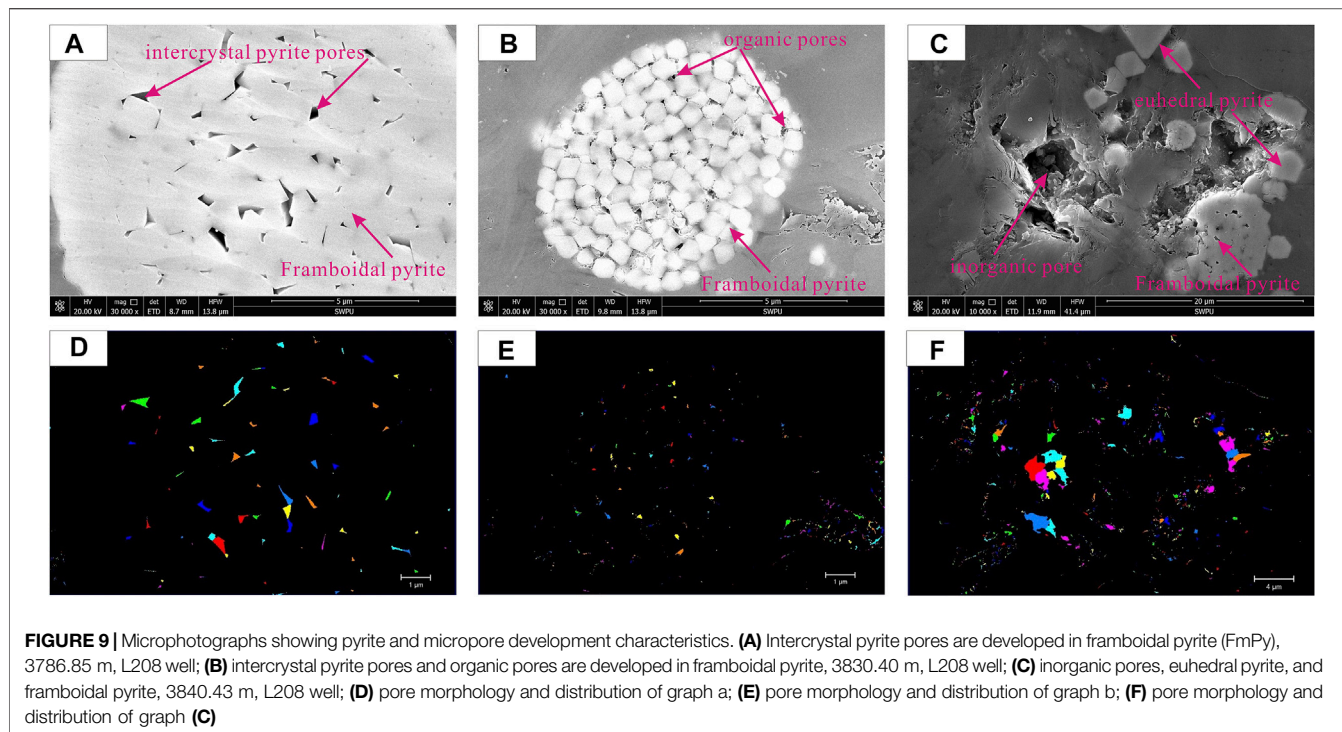 A
intercrystal pyrite pores
Framboidal pyrite
HV mag □ det WD HFW
20.00 kV 30 000 x ETD 8.7 mm 13.8 µm
5 µm
SWPU
B
organic pores
Framboidal pyrite
HV mag □ det WD HFW
20.00 kV 30 000 x ETD 9.8 mm 13.8 µm
5 µm
SWPU
C
euhedral pyrite
inorganic pore
Framboidal pyrite
HV mag □ det WD HFW
20.00 kV 10 000 x ETD 11.9 mm 41.4 µm
20 µm
SWPU
D
1 µm
E
1 µm
F
4 µm
FIGURE 9 | Microphotographs showing pyrite and micropore development characteristics. (A) Intercrystal pyrite pores are developed in framboidal pyrite (FmPy),
3786.85 m, L208 well; (B) intercrystal pyrite pores and organic pores are developed in framboidal pyrite, 3830.40 m, L208 well; (C) inorganic pores, euhedral pyrite, and
framboidal pyrite, 3840.43 m, L208 well; (D) pore morphology and distribution of graph a; (E) pore morphology and distribution of graph b; (F) pore morphology and
distribution of graph (C)